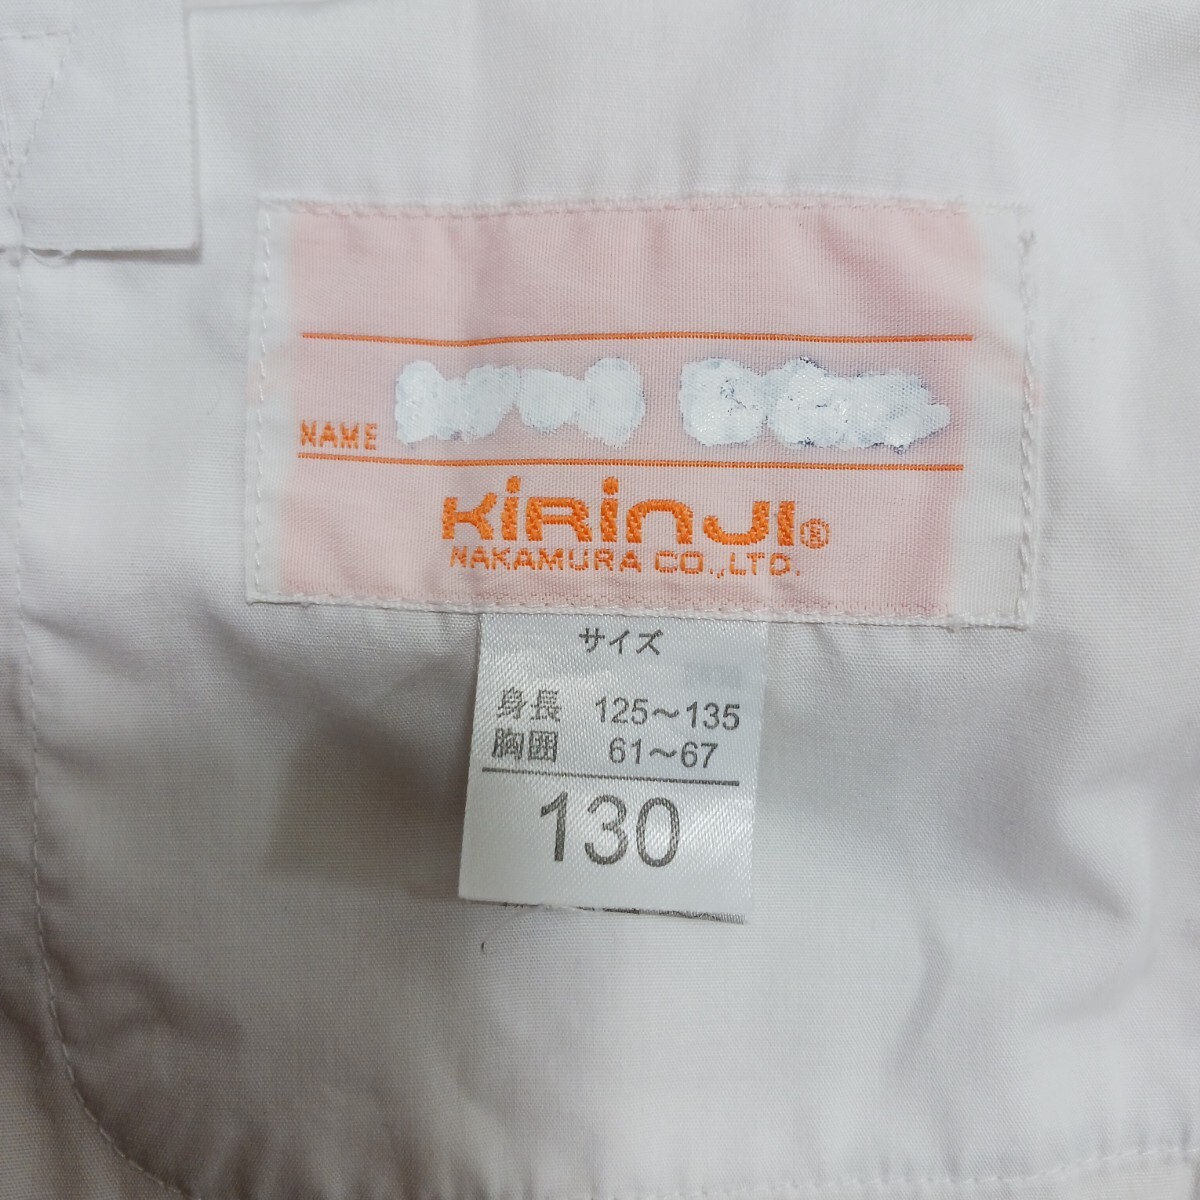 NAME
KiRinJI®
NAKAMURA CO.,LTD.
サイズ
身長 125～135
胸囲 61～67
130